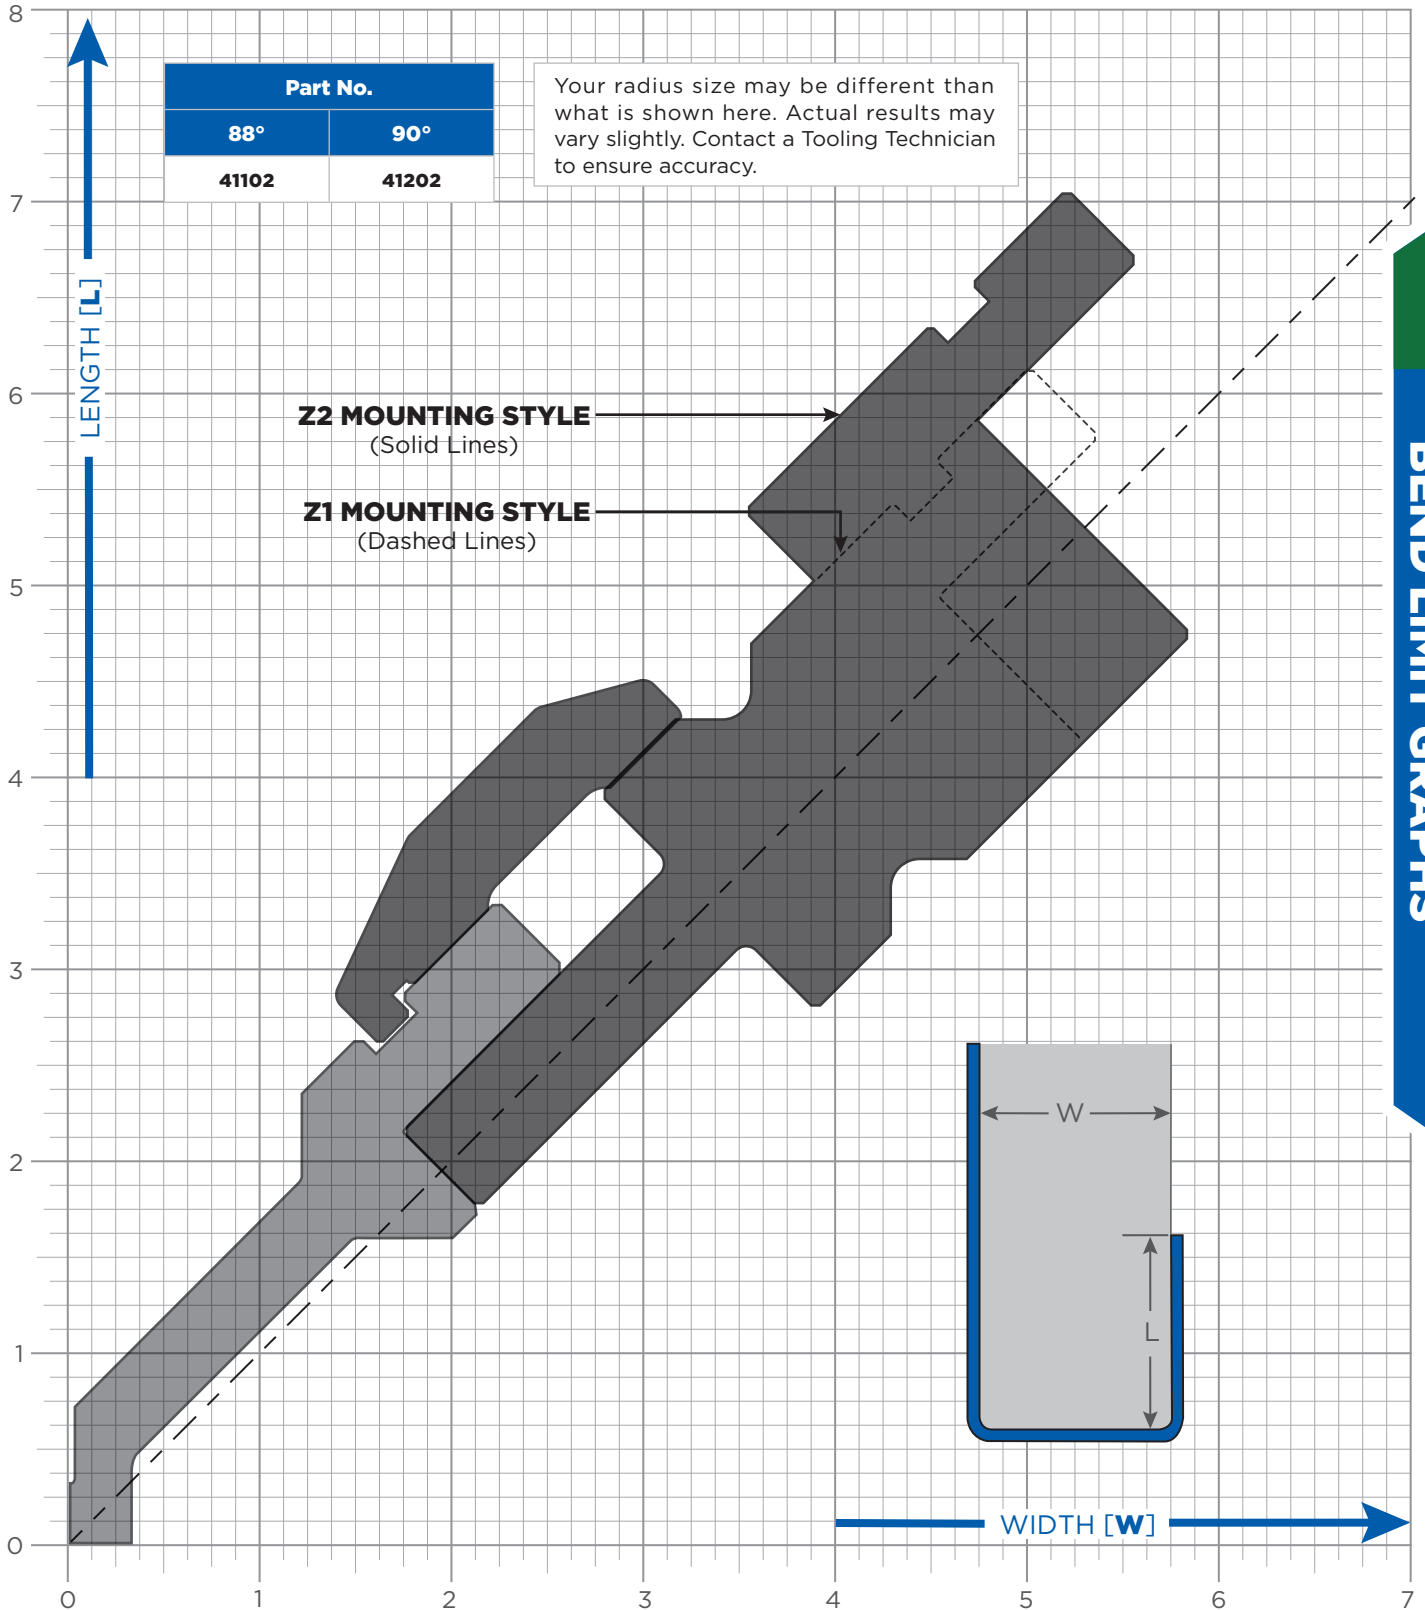 8
7
6
5
4
3
2
1
0
LENGTH [L]
Part No.
88° 90°
41102 41202
Your radius size may be different than
what is shown here. Actual results may
vary slightly. Contact a Tooling Technician
to ensure accuracy.
Z2 MOUNTING STYLE
(Solid Lines)
Z1 MOUNTING STYLE
(Dashed Lines)
BEND LIMIT GRAPHS
W
L
WIDTH [W]
0 1 2 3 4 5 6 7